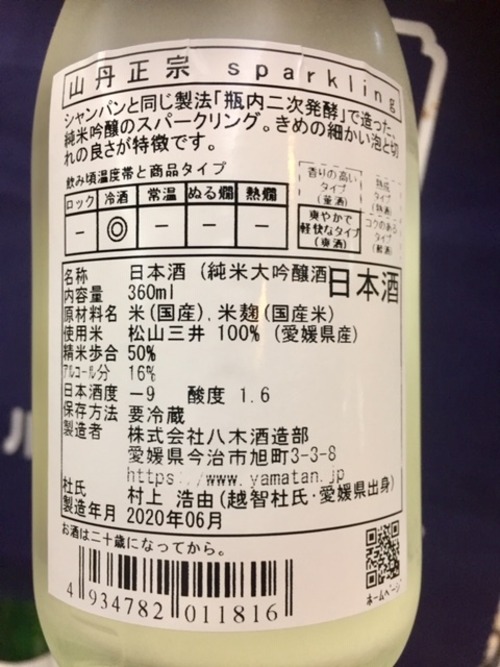 山丹正宗 sparkling
シャンパンと同じ製法「瓶内二次発酵」で造った、
純米吟醸のスパークリング。きめの細かい泡と切
れの良さが特徴です。
飲み頃温度帯と商品タイプ
ロック 冷酒 常温 ぬる燗 熱燗
－ ◎ － － －
香りの高い
タイプ
(薫酒)
熟成
タイプ
(熟酒)
爽やかで
軽快なタイプ
(爽酒)
コクのある
タイプ
(醇酒)
日本酒
名称 日本酒 (純米大吟醸酒
内容量 360ml
原材料名 米(国産)、米麹(国産米)
使用米 松山三井 100% (愛媛県産)
精米歩合 50%
アルコール分 16%
日本酒度 －9 酸度 1.6
保存方法 要冷蔵
製造者 株式会社八木酒造部
愛媛県今治市旭町3-3-8
https://www.yamatan.jp
杜氏 村上 浩由(越智杜氏・愛媛県出身)
製造年月 2020年06月
お酒は二十歳になってから。
4 934782 011816
ホームページ